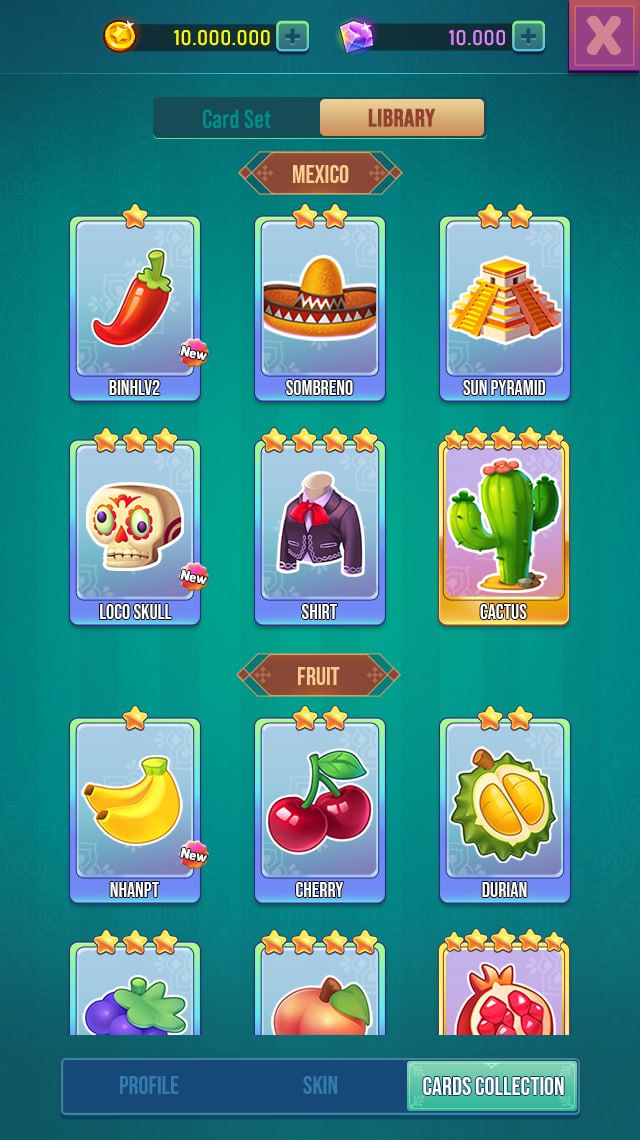 10.000.000
10.000
X
Card Set
LIBRARY
MEXICO
BINHLV2
New
SOMBRENO
SUN PYRAMID
LOCO SKULL
New
SHIRT
CACTUS
FRUIT
NHANPT
New
CHERRY
DURIAN
PROFILE
SKIN
CARDS COLLECTION